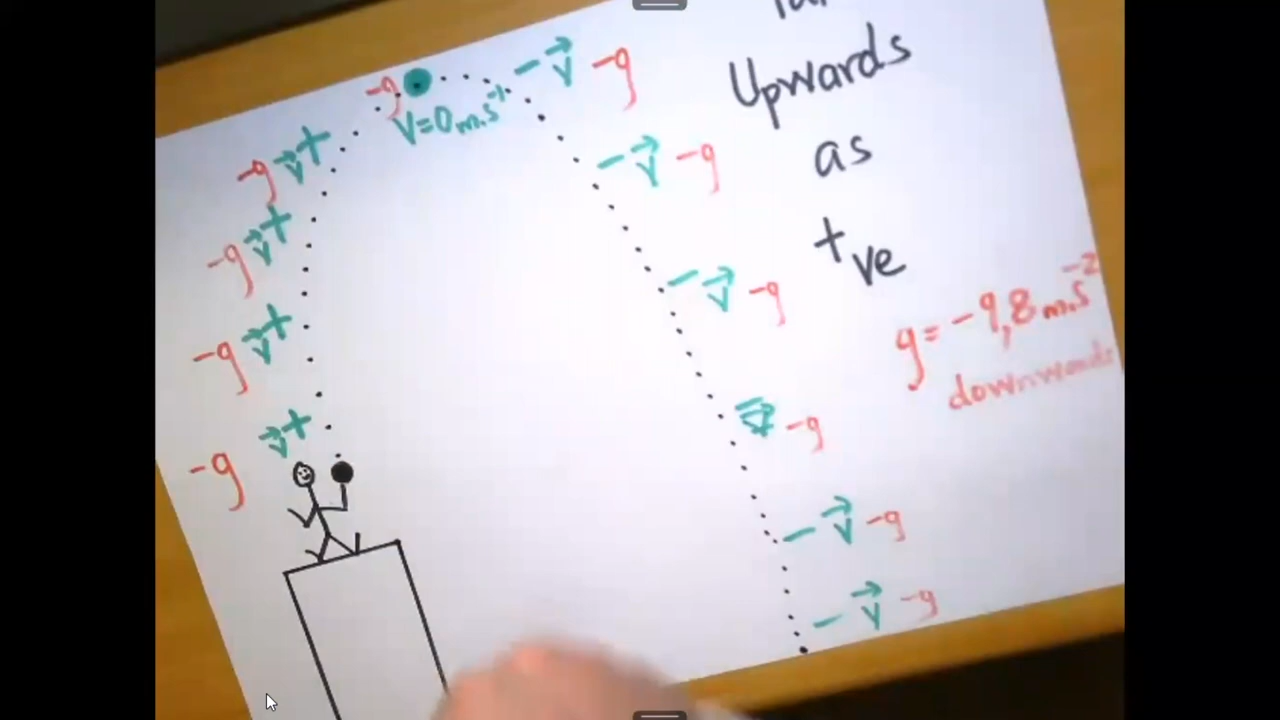 Upwards
as
+ve
g = -9,8 m.s⁻²
downwards
-g
V=0 m.s⁻¹
-g v⃗ +
-g v⃗ +
-g v⃗ +
-g v⃗ +
- v⃗ -g
- v⃗ -g
- v⃗ -g
v⃗ -g
- v⃗ -g
- v⃗ -g